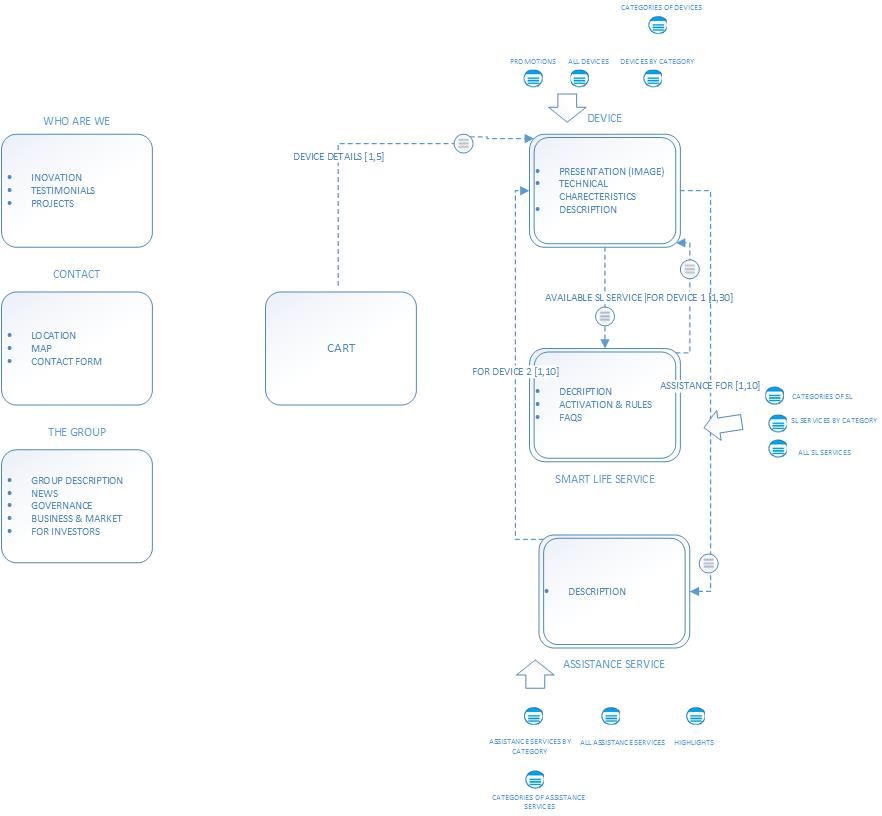 CATEGORIES OF DEVICES
PROMOTIONS
ALL DEVICES
DEVICES BY CATEGORY
DEVICE
WHO ARE WE
INOVATION
TESTIMONIALS
PROJECTS
DEVICE DETAILS [1,5]
PRESENTATION (IMAGE)
TECHNICAL
CHARECTERISTICS
DESCRIPTION
CONTACT
LOCATION
MAP
CONTACT FORM
CART
AVAILABLE SL SERVICE [FOR DEVICE 1 [1,30]
FOR DEVICE 2 [1,10]
DECRIPTION
ACTIVATION & RULES
FAQS
ASSISTANCE FOR [1,10]
CATEGORIES OF SL
SL SERVICES BY CATEGORY
ALL SL SERVICES
SMART LIFE SERVICE
THE GROUP
GROUP DESCRIPTION
NEWS
GOVERNANCE
BUSINESS & MARKET
FOR INVESTORS
DESCRIPTION
ASSISTANCE SERVICE
ASSISTANCE SERVICES BY
CATEGORY
ALL ASSISTANCE SERVICES
HIGHLIGHTS
CATEGORIES OF ASSISTANCE
SERVICES